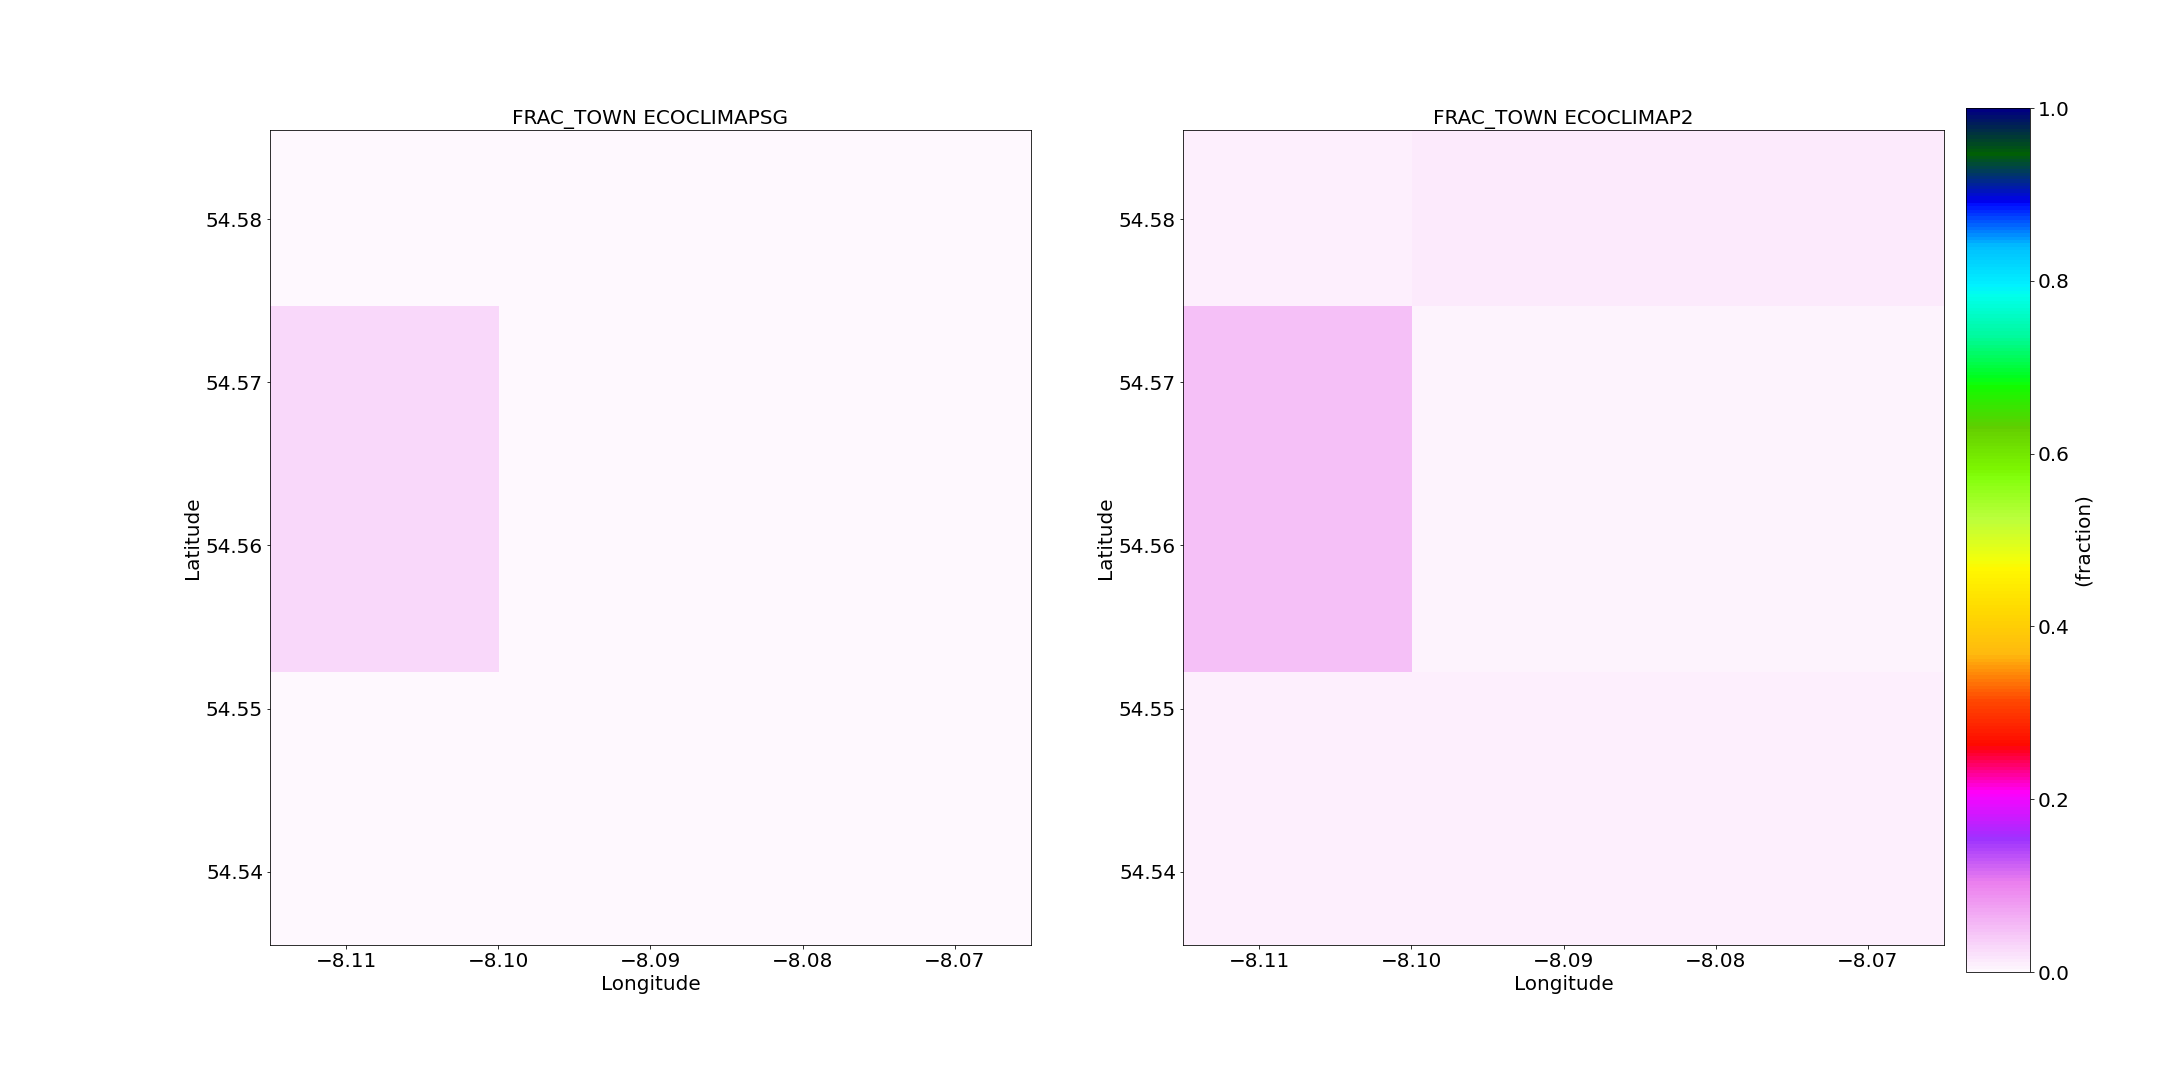 FRAC_TOWN ECOCLIMAPSG
54.58
54.57
54.56
54.55
54.54
Latitude
−8.11 −8.10 −8.09 −8.08 −8.07
Longitude
FRAC_TOWN ECOCLIMAP2
54.58
54.57
54.56
54.55
54.54
Latitude
−8.11 −8.10 −8.09 −8.08 −8.07
Longitude
1.0
0.8
0.6
0.4
0.2
0.0
(fraction)